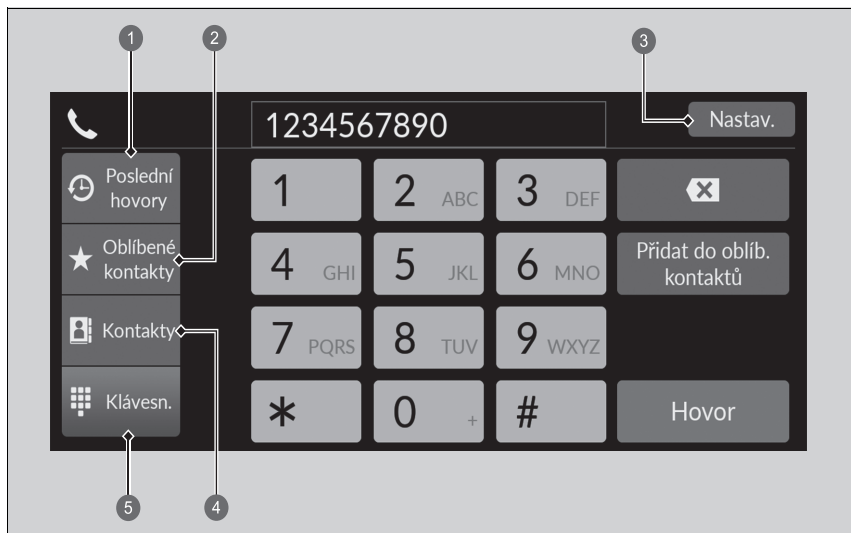 1
2
3
1234567890
Nastav.
Poslední
hovory
1
2 ABC
3 DEF
Oblíbené
kontakty
4 GHI
5 JKL
6 MNO
Přidat do oblíb.
kontaktů
Kontakty
7 PQRS
8 TUV
9 WXYZ
Klávesn.
*
0 +
#
Hovor
5
4